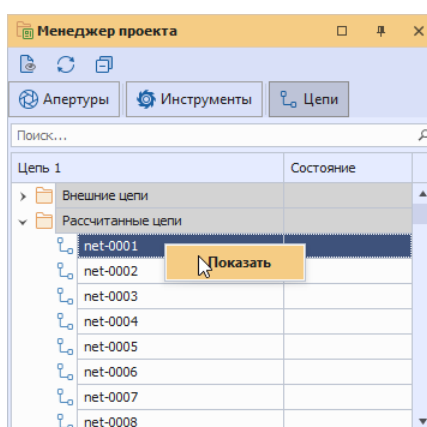 Менеджер проекта
Апертуры Инструменты Цепи
Поиск...
Цепь 1 Состояние
Внешние цепи
Рассчитанные цепи
net-0001
Показать
net-0002
net-0003
net-0004
net-0005
net-0006
net-0007
net-0008